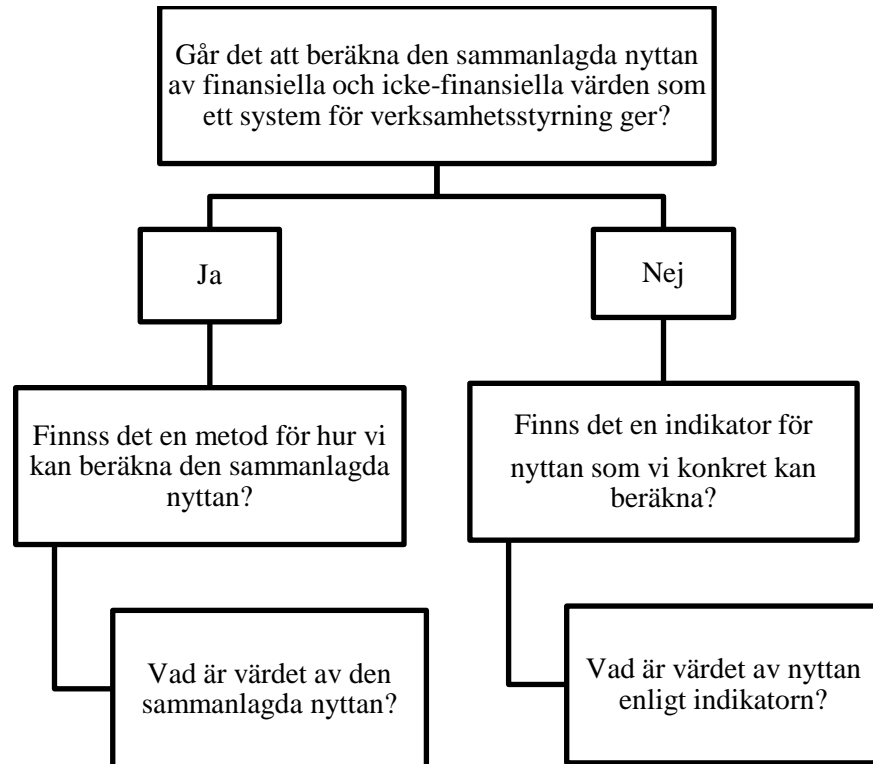 Går det att beräkna den sammanlagda nyttan
av finansiella och icke-finansiella värden som
ett system för verksamhetsstyrning ger?
Ja
Nej
Finnss det en metod för hur vi
kan beräkna den sammanlagda
nyttan?
Finns det en indikator för
nyttan som vi konkret kan
beräkna?
Vad är värdet av den
sammanlagda nyttan?
Vad är värdet av nyttan
enligt indikatorn?